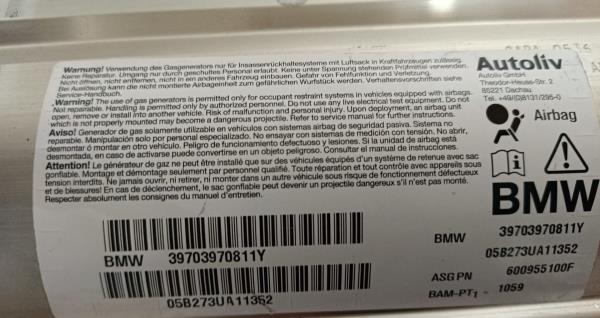 Warnung! Verwendung des Gasgenerators nur für Insassenrückhaltesysteme mit Luftsack in Kraftfahrzeugen zulässig.
Keine Reparatur. Umgang nur durch geschultes Personal erlaubt. Keine unter Spannung stehenden Prüfmittel verwenden.
Nicht öffnen, nicht entfernen, nicht in ein anderes Fahrzeug einbauen. Gefahr von Fehlfunktion und Verletzung.
Bei Auslösung kann die nicht montierte Airbageinheit zum gefährlichen Wurfstück werden. Verhaltensvorschriften siehe
Service-Handbuch.
Warning! The use of gas generators is permitted only for occupant restraint systems in vehicles equipped with airbags.
Not reparable. Handling is permitted only by authorized personnel. Do not use any live electrical test equipment. Do not
open, remove or install into another vehicle. Risk of malfunction and personal injury. Upon deployment, an airbag unit
which is not properly mounted may become a dangerous projectile. Refer to service manual for further instructions.
Aviso! Generador de gas solamente utilizable en vehículos con sistemas airbag de seguridad pasiva. Sistema no
reparable. Manipulación solo por personal especializado. No ensayar con sistemas de medición con tensión. No abrir,
desmontar ó montar en otro vehículo. Peligro de funcionamiento defectuoso y lesiones. Si la unidad de airbag está
desmontada, en caso de activarse puede convertirse en un objeto peligroso. Consultar el manual de instrucciones.
Attention! Le générateur de gaz ne peut être installé que sur des véhicules équipés d'un système de retenue avec sac
gonflable. Montage et démontage seulement par personnel qualifié. Toute réparation et tout contrôle avec appareils sous
tension interdits. Ne jamais ouvrir, ni retirer, ni monter dans un autre véhicule sous risque de fonctionnement défectueux
et de blessures! En cas de déclenchement, le sac gonflable peut devenir un projectile dangereux s'il n'est pas monté.
Respecter absolument les consignes du manuel d'entretien.
Autoliv
Autoliv GmbH
Theodor-Heuss-Str. 2
85221 Dachau
Tel. +49/(0)8131/295-0
Airbag
BMW
BMW 39703970811Y
05B273UA11352
BMW 39703970811Y
05B273UA11352
ASG PN 600955100F
BAM-PT1 - 1059